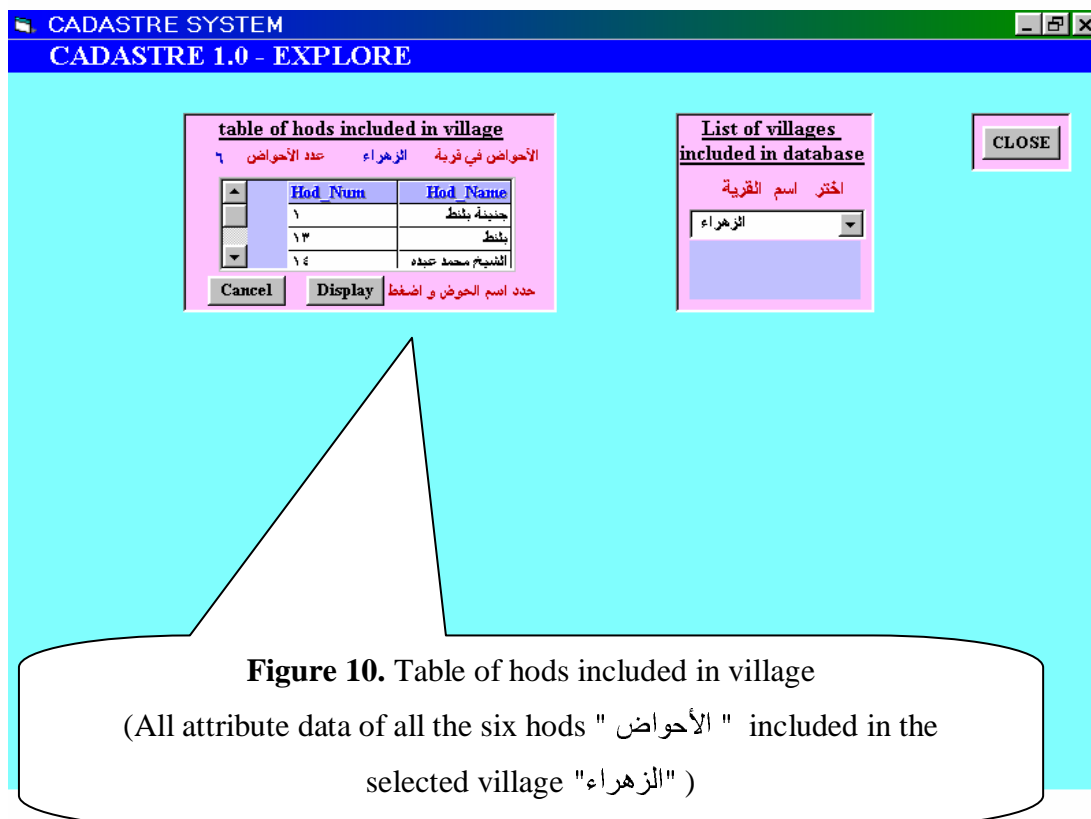 CADASTRE SYSTEM
CADASTRE 1.0 - EXPLORE
table of hods included in village
الأحواض في قرية الزهراء عدد الأحواض ٦
Hod_Num Hod_Name
١ جنينة بلنط
١٣ بلنط
١٤ الشيخ محمد عبده
Cancel Display حدد اسم الحوض و اضغط
List of villages
included in database
اختر اسم القرية
الزهراء
CLOSE
Figure 10. Table of hods included in village
(All attribute data of all the six hods " الأحواض " included in the
selected village "الزهراء" )